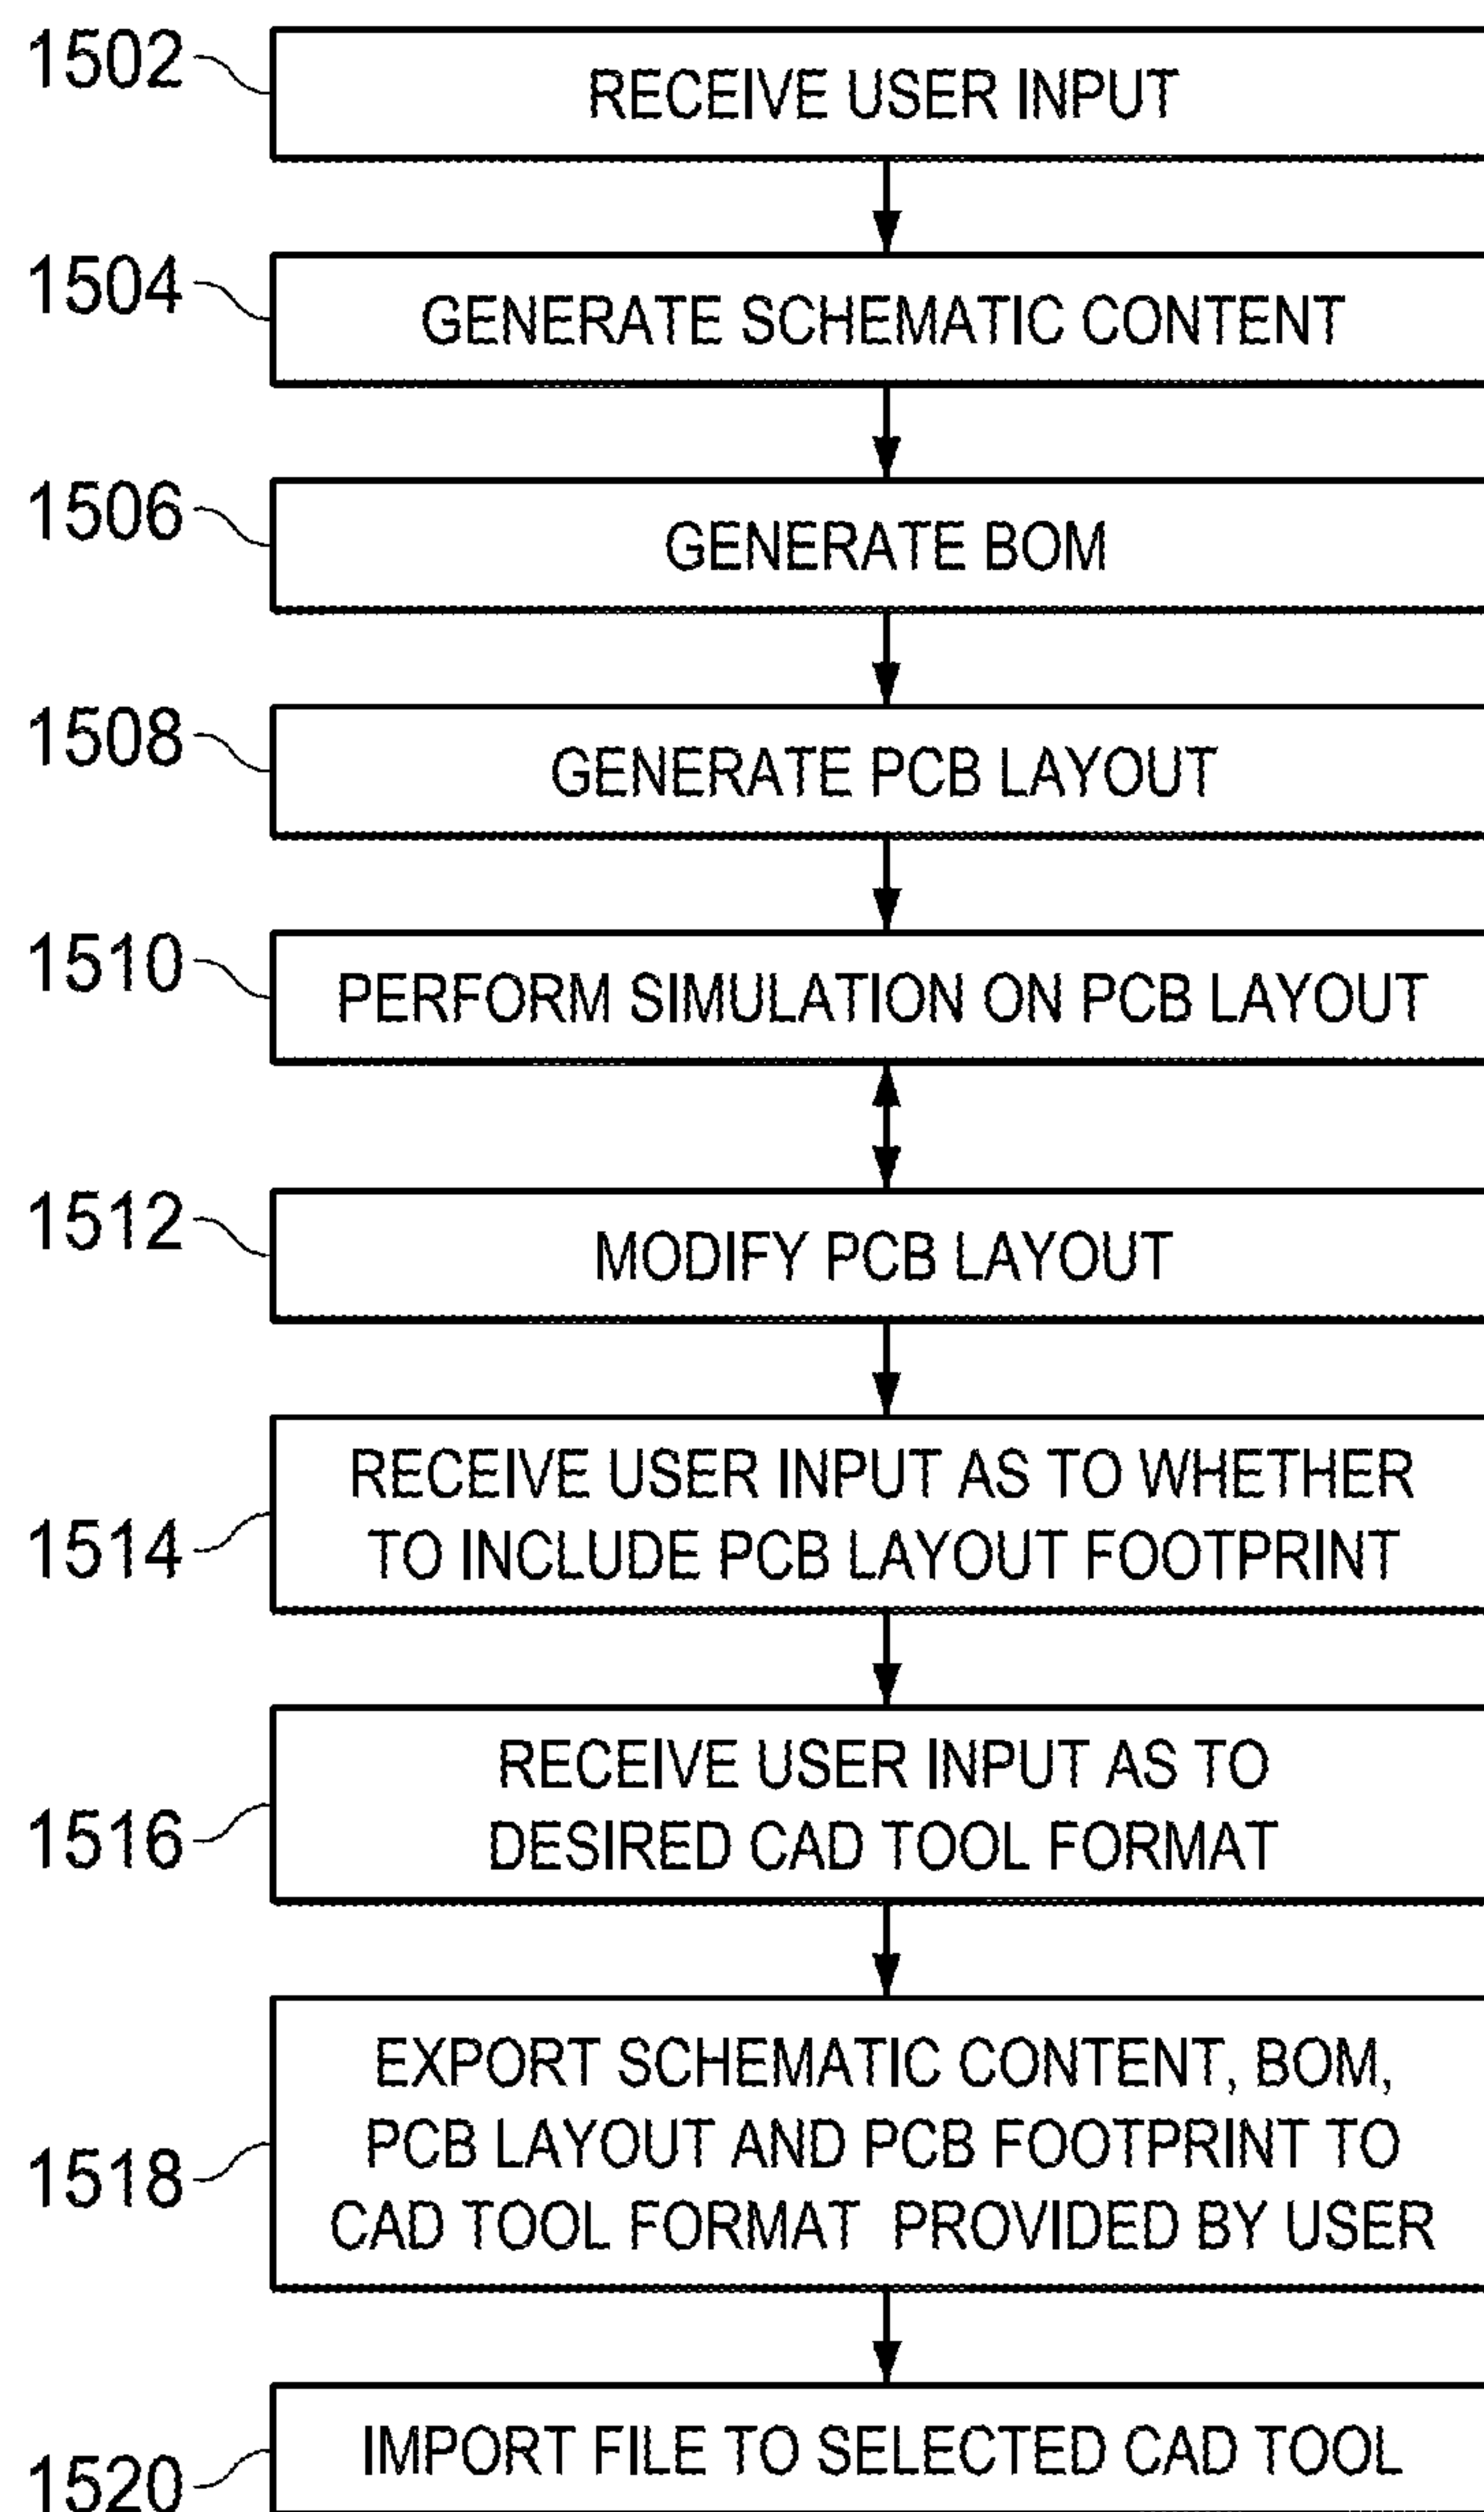 1502
RECEIVE USER INPUT
1504
GENERATE SCHEMATIC CONTENT
1506
GENERATE BOM
1508
GENERATE PCB LAYOUT
1510
PERFORM SIMULATION ON PCB LAYOUT
1512
MODIFY PCB LAYOUT
1514
RECEIVE USER INPUT AS TO WHETHER
TO INCLUDE PCB LAYOUT FOOTPRINT
1516
RECEIVE USER INPUT AS TO
DESIRED CAD TOOL FORMAT
1518
EXPORT SCHEMATIC CONTENT, BOM,
PCB LAYOUT AND PCB FOOTPRINT TO
CAD TOOL FORMAT PROVIDED BY USER
1520
IMPORT FILE TO SELECTED CAD TOOL